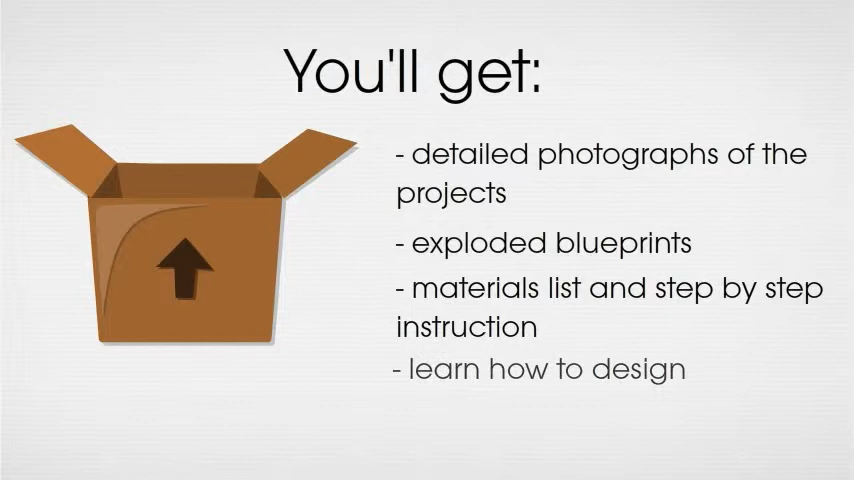 You'll get:
- detailed photographs of the
projects
- exploded blueprints
- materials list and step by step
instruction
- learn how to design